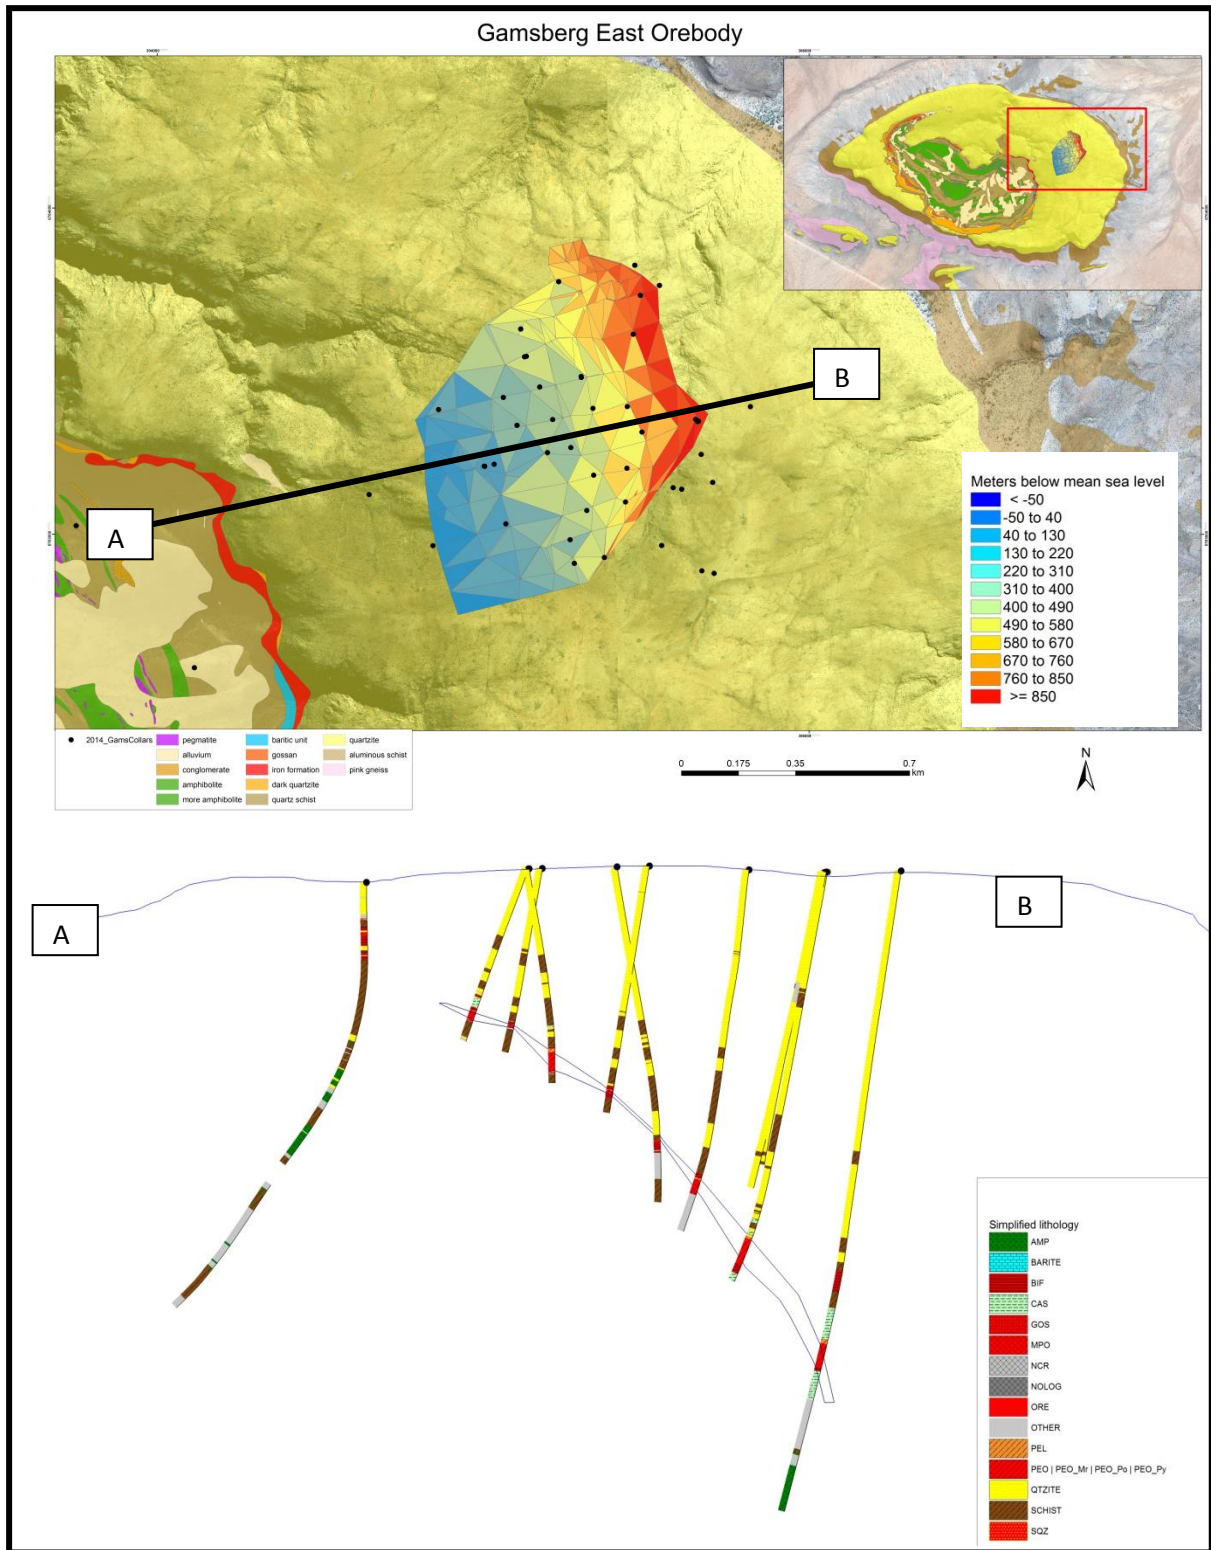 Gamsberg East Orebody
B
A
Meters below mean sea level
< -50
-50 to 40
40 to 130
130 to 220
220 to 310
310 to 400
400 to 490
490 to 580
580 to 670
670 to 760
760 to 850
>= 850
2014_GamsCollars
pegmatite
alluvium
conglomerate
amphibolite
more amphibolite
baritic unit
gossan
iron formation
dark quartzite
quartz schist
quartzite
aluminous schist
pink gneiss
0 0.175 0.35 0.7
km
N
A
B
Simplified lithology
AMP
BARITE
BIF
CAS
GOS
MPO
NCR
NOLOG
ORE
OTHER
PEL
PEO | PEO_Mr | PEO_Po | PEO_Py
QTZITE
SCHIST
SQZ